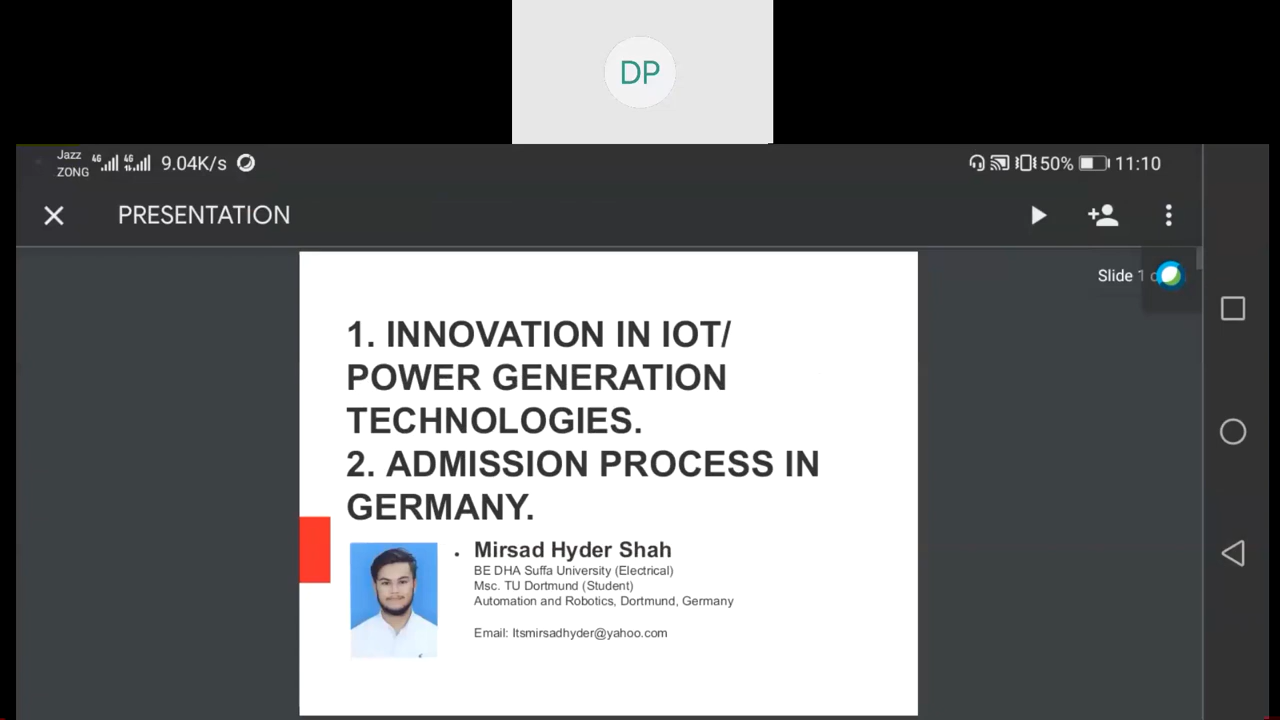 DP
Jazz
ZONG
4G 4G 9.04K/s
50% 11:10
PRESENTATION
Slide 1 o
1. INNOVATION IN IOT/
POWER GENERATION
TECHNOLOGIES.
2. ADMISSION PROCESS IN
GERMANY.
• Mirsad Hyder Shah
BE DHA Suffa University (Electrical)
Msc. TU Dortmund (Student)
Automation and Robotics, Dortmund, Germany
Email: Itsmirsadhyder@yahoo.com